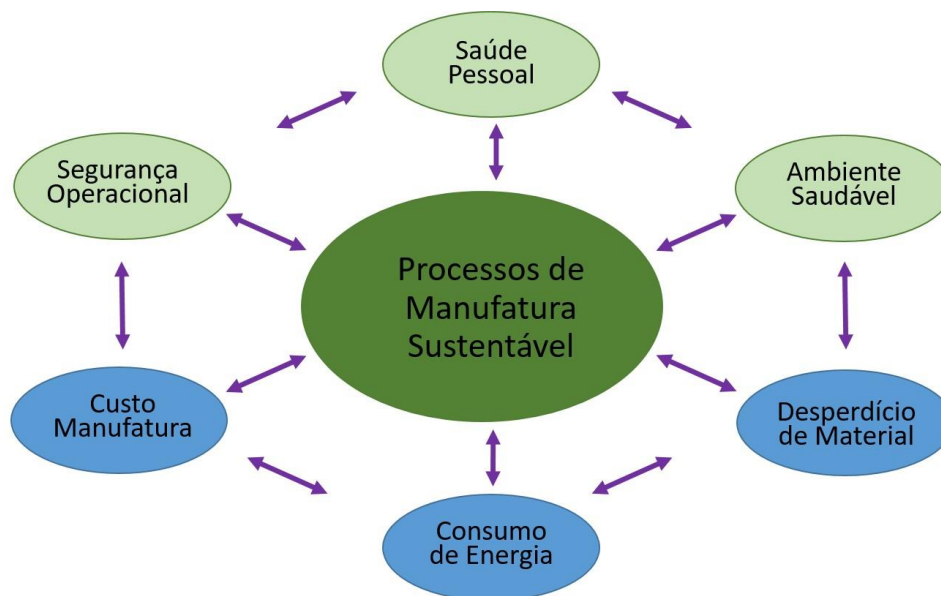 Saúde
Pessoal
Segurança
Operacional
Ambiente
Saudável
Processos de
Manufatura
Sustentável
Custo
Manufatura
Desperdício
de Material
Consumo
de Energia